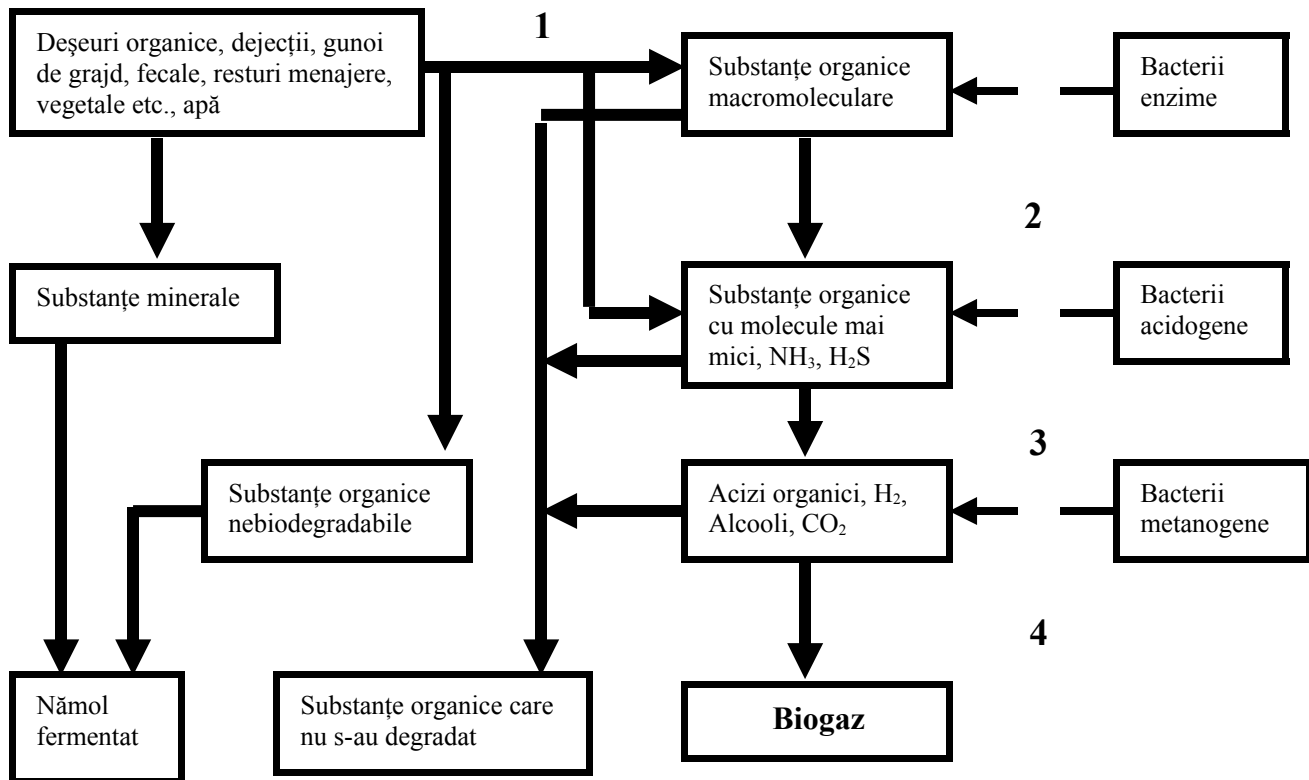 1
Deşeuri organice, dejecţii, gunoi
de grajd, fecale, resturi menajere,
vegetale etc., apă
Substanţe organice
macromoleculare
Bacterii
enzime
2
Substanţe minerale
Substanţe organice
cu molecule mai
mici, NH₃, H₂S
Bacterii
acidogene
3
Substanţe organice
nebiodegradabile
Acizi organici, H₂,
Alcooli, CO₂
Bacterii
metanogene
4
Nămol
fermentat
Substanţe organice care
nu s-au degradat
Biogaz